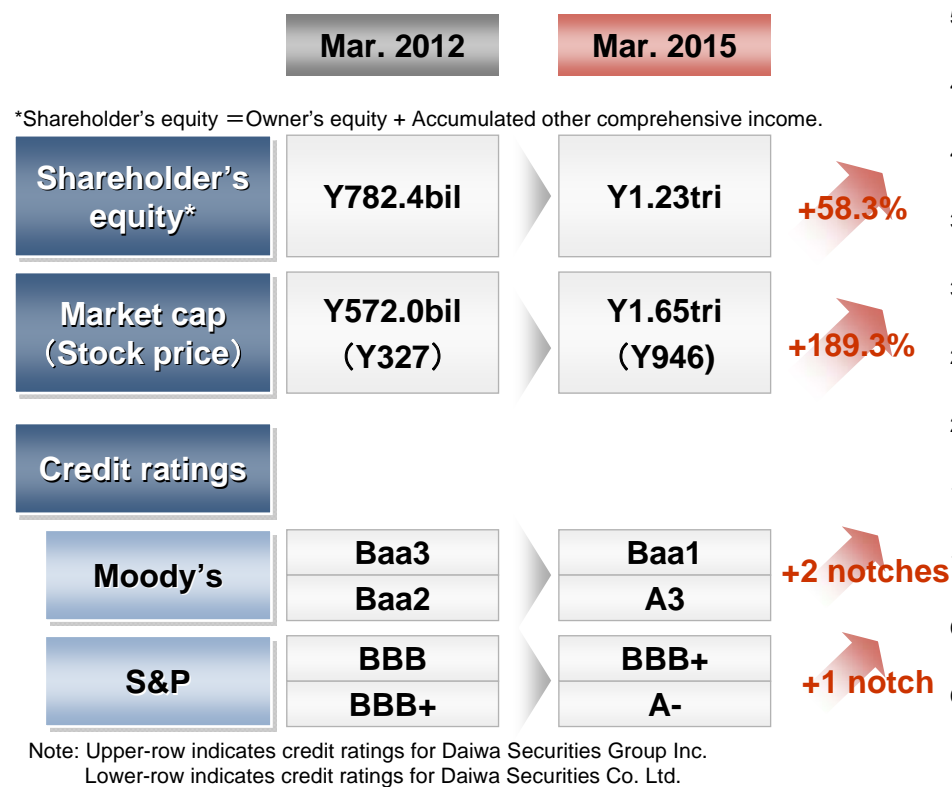 Mar. 2012
Mar. 2015
*Shareholder's equity ＝Owner's equity + Accumulated other comprehensive income.
Shareholder's
equity*
Y782.4bil
Y1.23tri
+58.3%
Market cap
（Stock price）
Y572.0bil
（Y327）
Y1.65tri
（Y946)
+189.3%
Credit ratings
Moody's
Baa3
Baa2
Baa1
A3
+2 notches
S&P
BBB
BBB+
BBB+
A-
+1 notch
Note: Upper-row indicates credit ratings for Daiwa Securities Group Inc.
Lower-row indicates credit ratings for Daiwa Securities Co. Ltd.